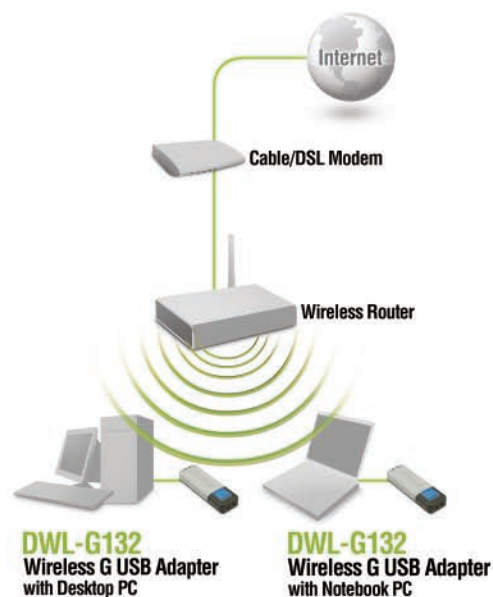 Internet
Cable/DSL Modem
Wireless Router
DWL-G132
Wireless G USB Adapter
with Desktop PC
DWL-G132
Wireless G USB Adapter
with Notebook PC